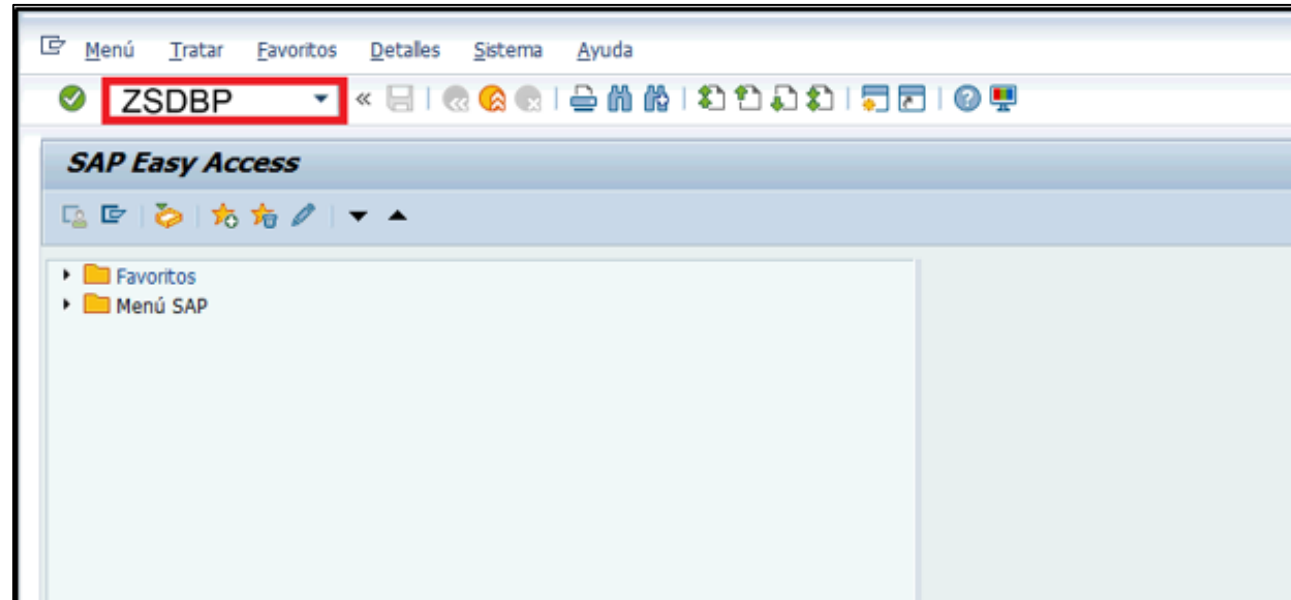 Menú Tratar Favoritos Detalles Sistema Ayuda
ZSDBP
SAP Easy Access
Favoritos
Menú SAP